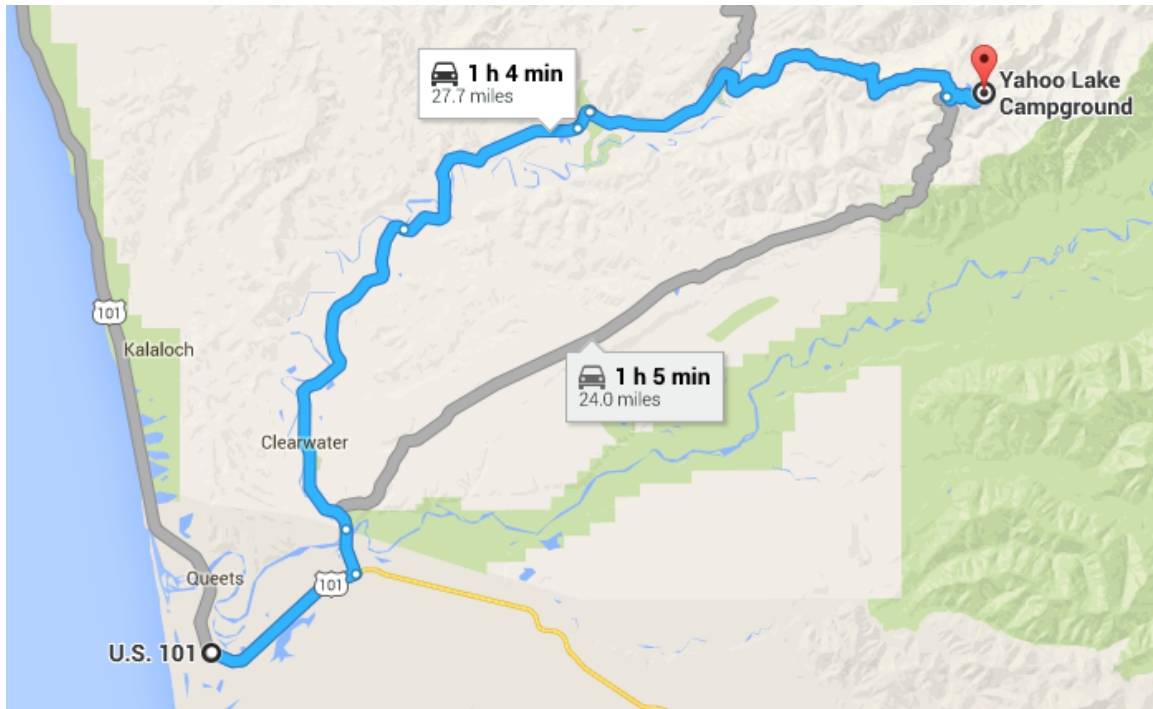 1 h 4 min
27.7 miles
Yahoo Lake
Campground
101
Kalaloch
1 h 5 min
24.0 miles
Clearwater
Queets
101
U.S. 101